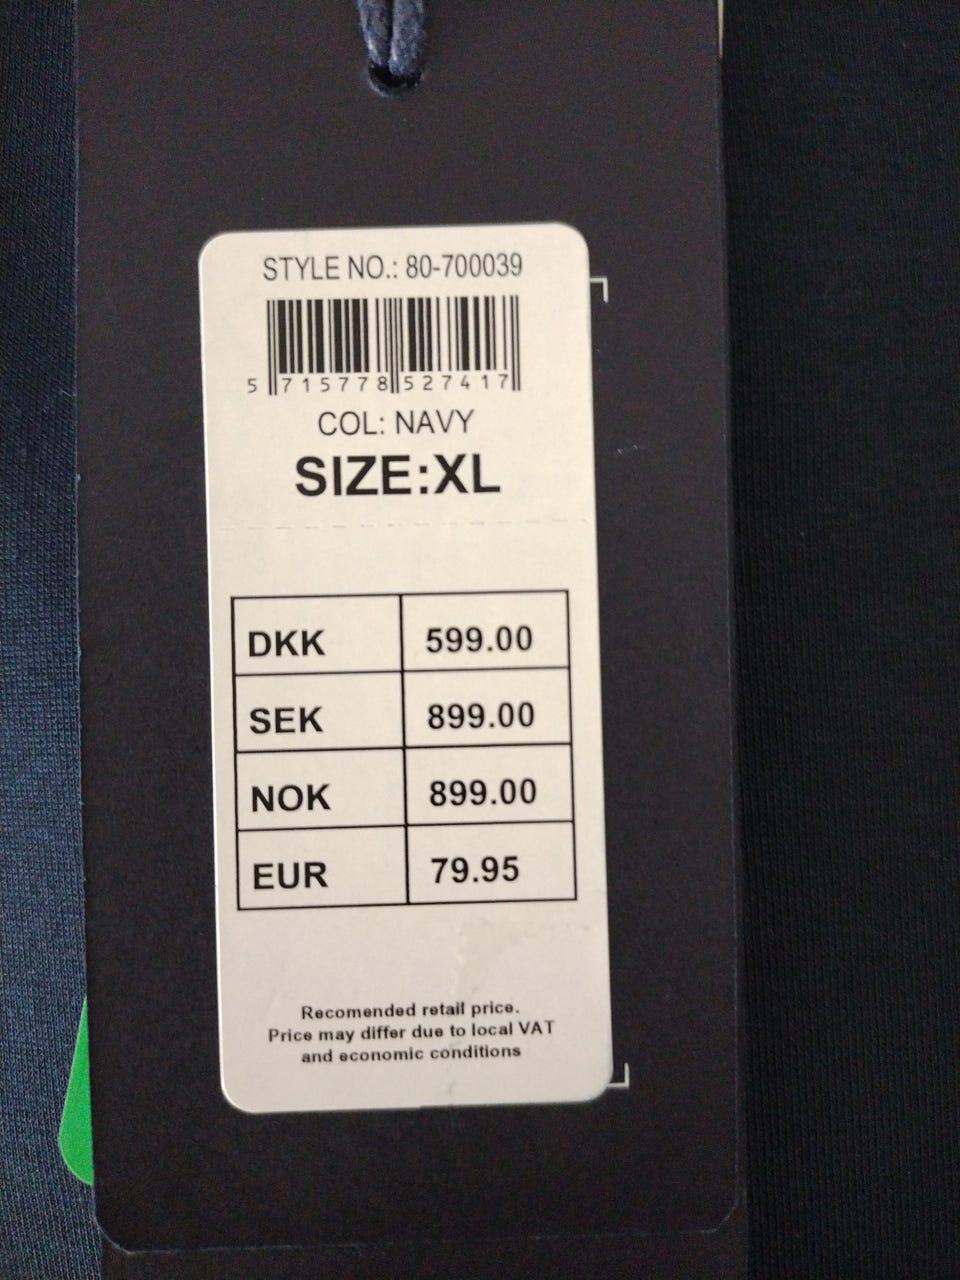 STYLE NO.: 80-700039
5 715778 527417
COL: NAVY
SIZE:XL
DKK 599.00
SEK 899.00
NOK 899.00
EUR 79.95
Recomended retail price.
Price may differ due to local VAT
and economic conditions